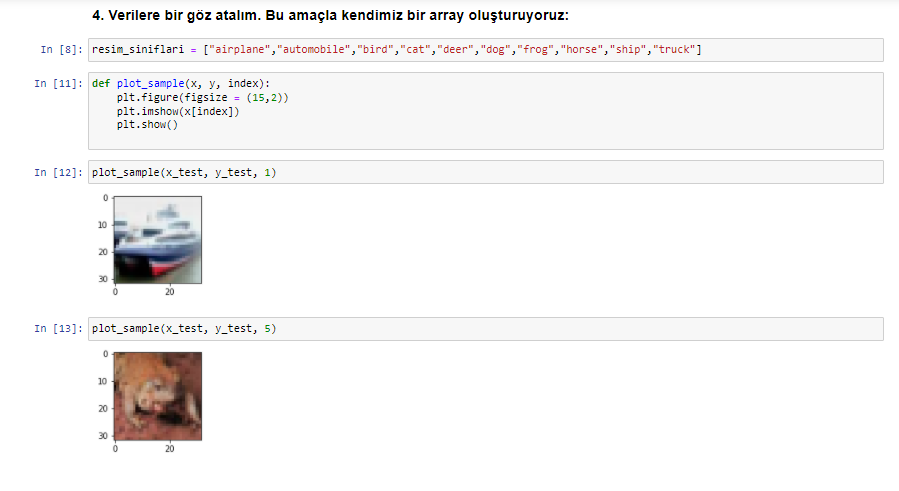 4. Verilere bir göz atalım. Bu amaçla kendimiz bir array oluşturuyoruz:
In [8]: resim_siniflari = ["airplane","automobile","bird","cat","deer","dog","frog","horse","ship","truck"]
In [11]: def plot_sample(x, y, index):
    plt.figure(figsize = (15,2))
    plt.imshow(x[index])
    plt.show()
In [12]: plot_sample(x_test, y_test, 1)
0
10
20
30
0 20
In [13]: plot_sample(x_test, y_test, 5)
0
10
20
30
0 20